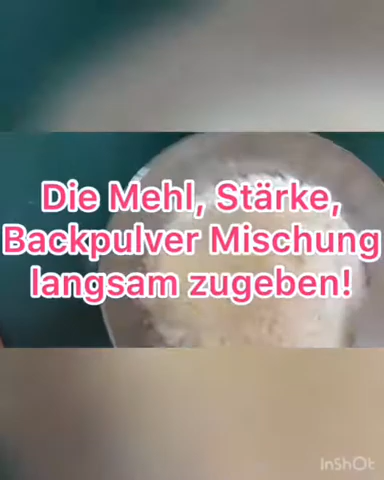 Die Mehl, Stärke,
Backpulver Mischung
langsam zugeben!
InShOt